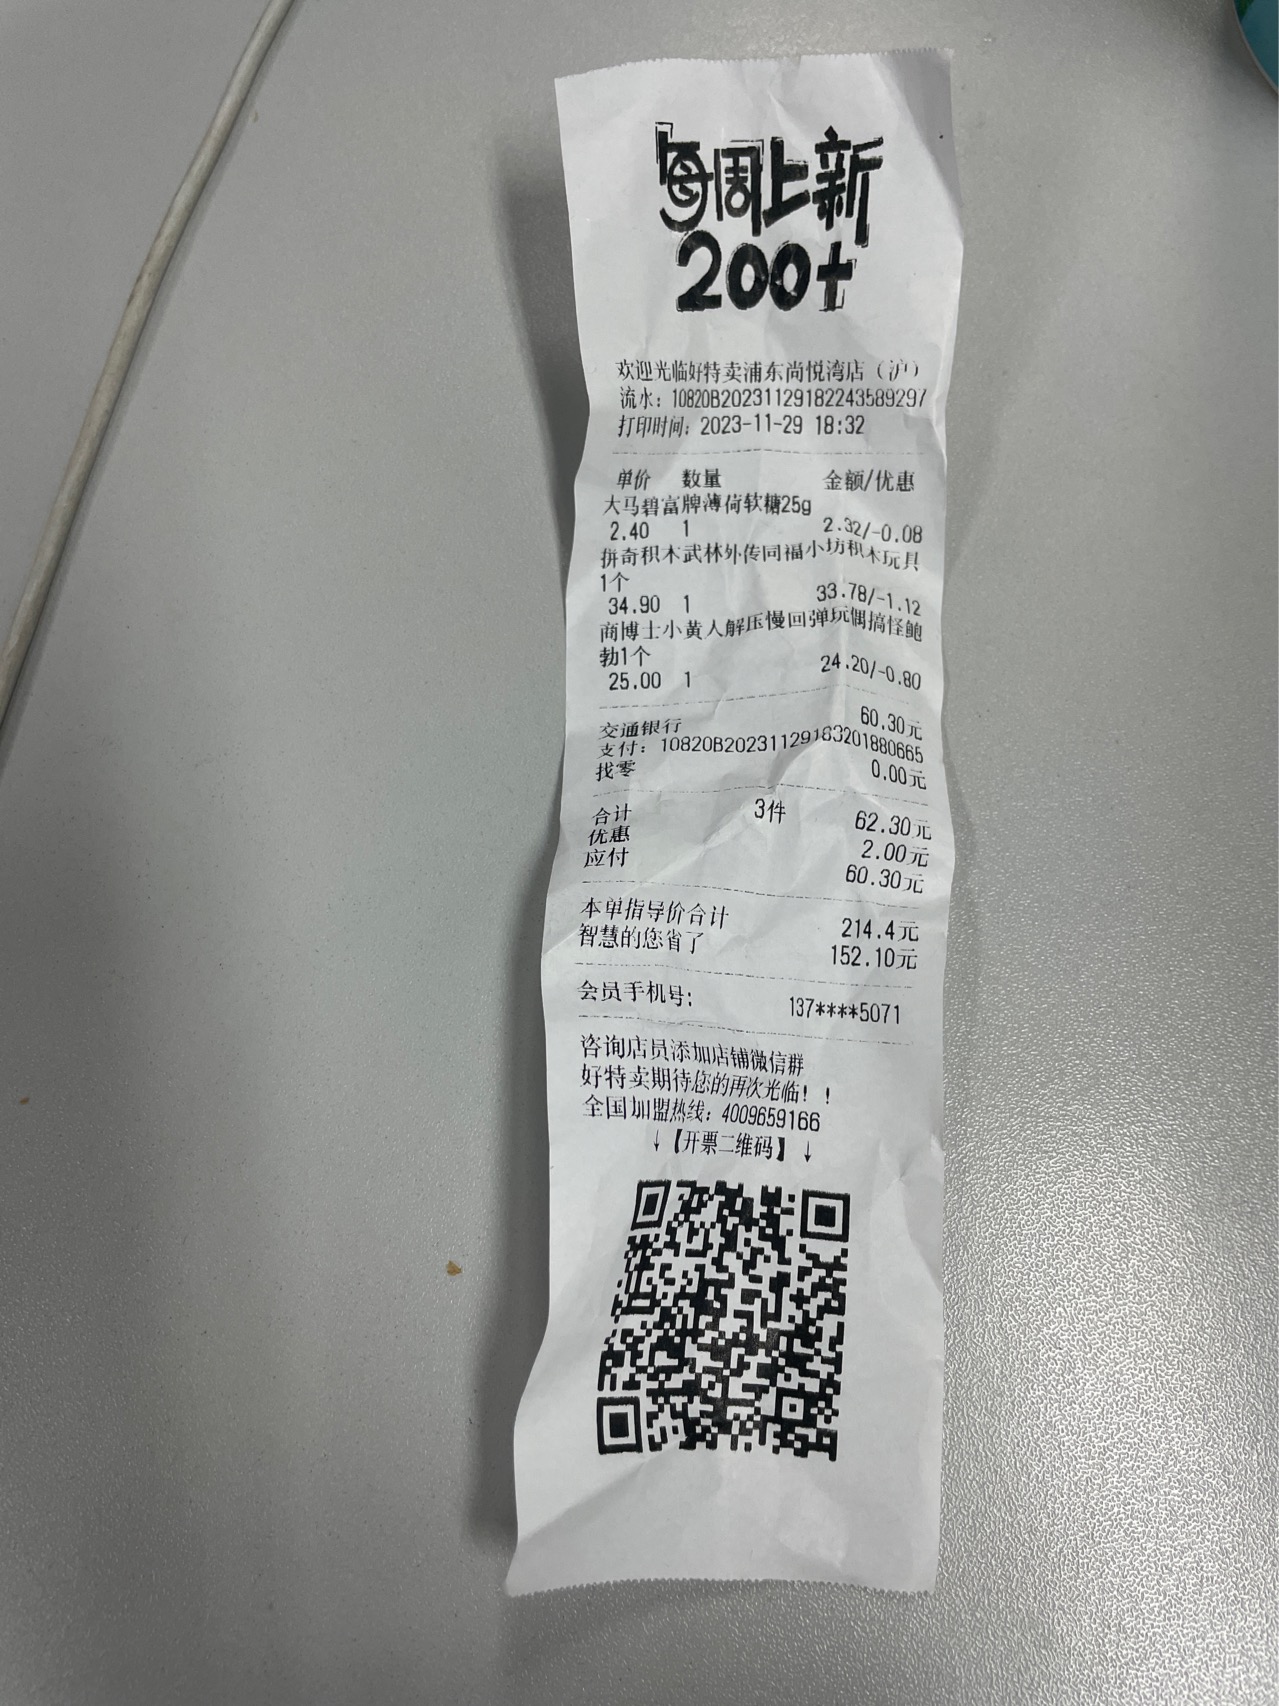 每周上新
200+
欢迎光临好特卖浦东尚悦湾店（沪）
流水：10820B20231129182243589297
打印时间：2023-11-29 18:32
单价 数量 金额/优惠
大马碧富牌薄荷软糖25g
2.40 1 2.32/-0.08
拼奇积木武林外传同福小坊积木玩具
1个
34.90 1 33.78/-1.12
商博士小黄人解压慢回弹玩偶搞怪鲍
勃1个
25.00 1 24.20/-0.80
交通银行 60.30元
支付：10820B20231129183201880665
找零 0.00元
合计 3件 62.30元
优惠 2.00元
应付 60.30元
本单指导价合计 214.4元
智慧的您省了 152.10元
会员手机号: 137****5071
咨询店员添加店铺微信群
好特卖期待您的再次光临！！
全国加盟热线：4009659166
↓【开票二维码】↓